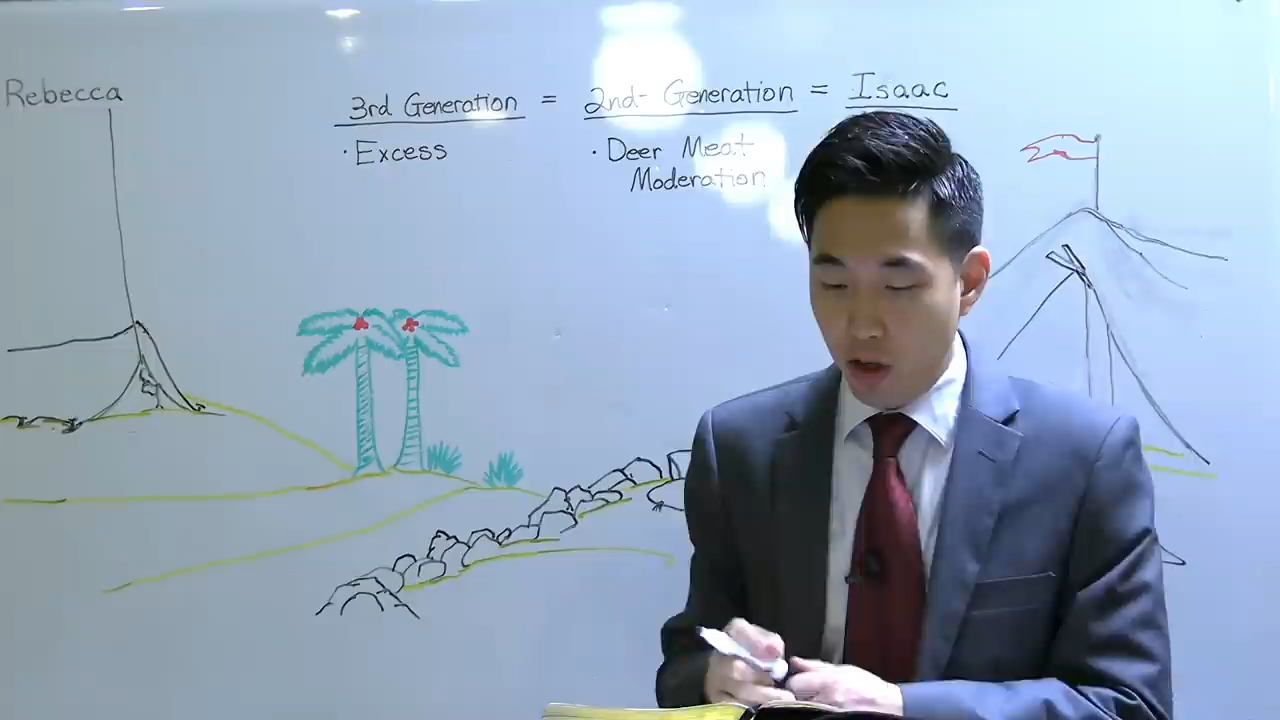 Rebecca
3rd Generation = 2nd- Generation = Isaac
· Excess
· Deer Meat
Moderation